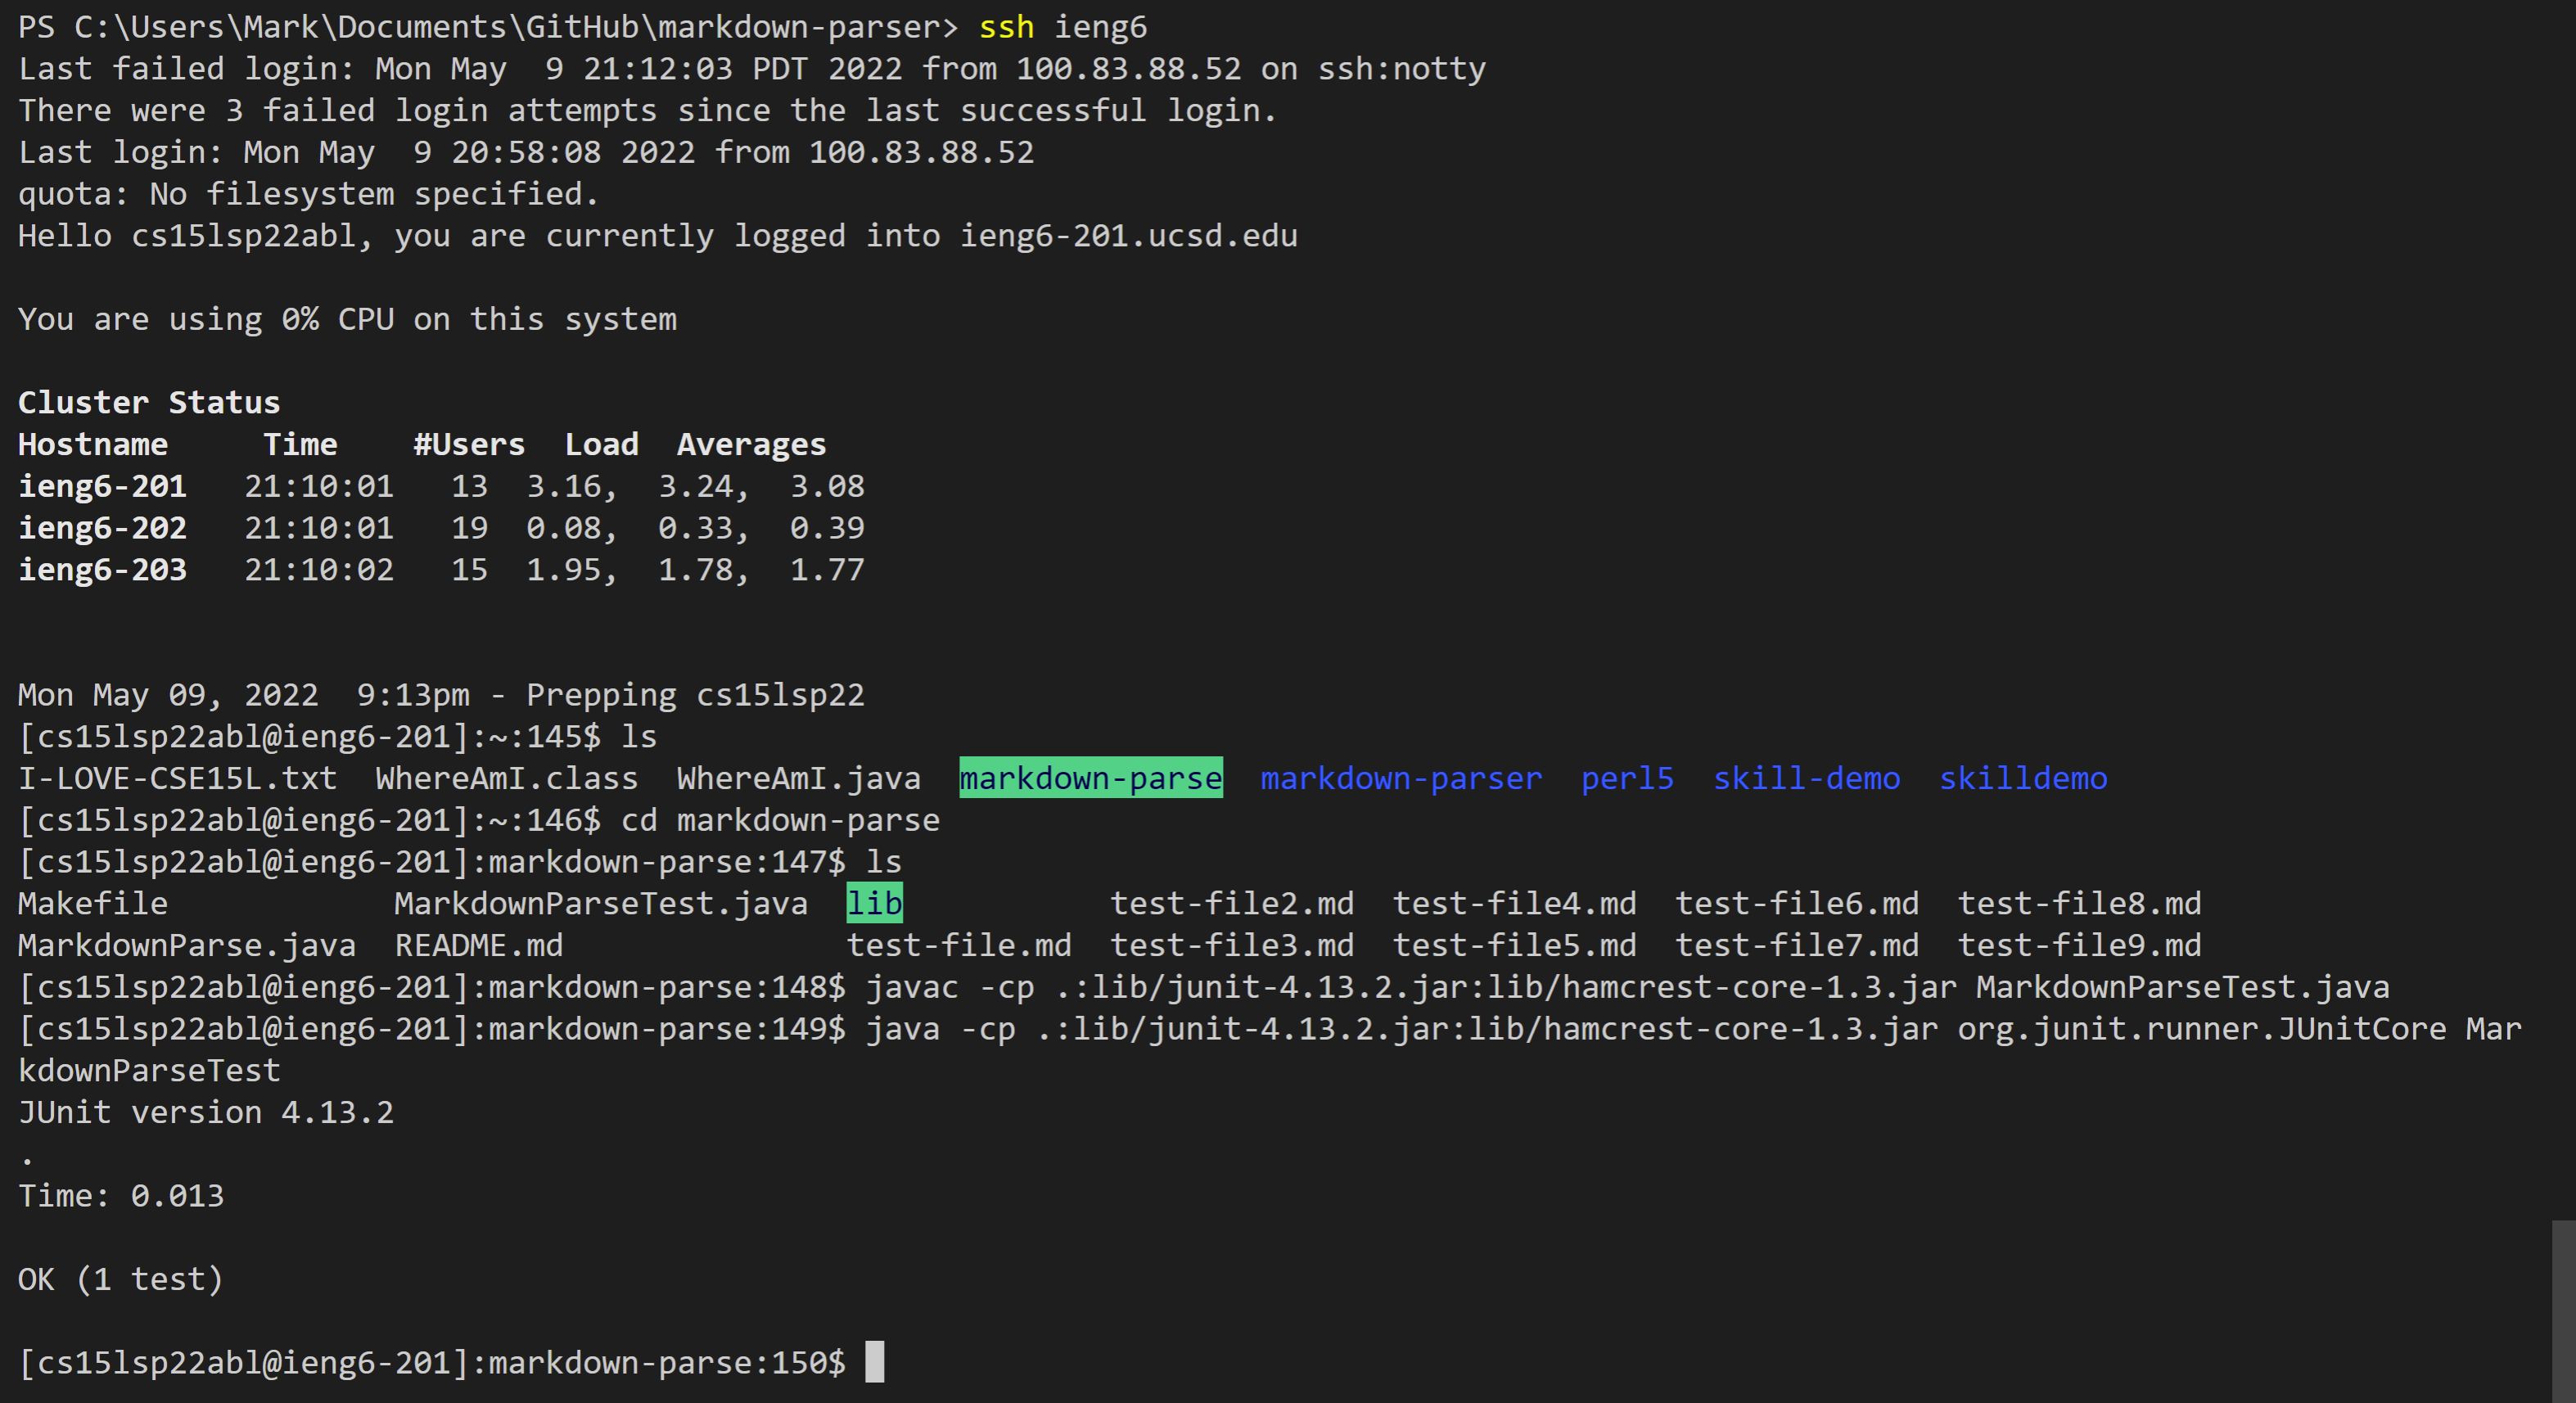 PS C:\Users\Mark\Documents\GitHub\markdown-parser> ssh ieng6
Last failed login: Mon May  9 21:12:03 PDT 2022 from 100.83.88.52 on ssh:notty
There were 3 failed login attempts since the last successful login.
Last login: Mon May  9 20:58:08 2022 from 100.83.88.52
quota: No filesystem specified.
Hello cs15lsp22abl, you are currently logged into ieng6-201.ucsd.edu
You are using 0% CPU on this system
Cluster Status
Hostname     Time    #Users  Load  Averages
ieng6-201   21:10:01   13  3.16,  3.24,  3.08
ieng6-202   21:10:01   19  0.08,  0.33,  0.39
ieng6-203   21:10:02   15  1.95,  1.78,  1.77
Mon May 09, 2022  9:13pm - Prepping cs15lsp22
[cs15lsp22abl@ieng6-201]:~:145$ ls
I-LOVE-CSE15L.txt  WhereAmI.class  WhereAmI.java  markdown-parse  markdown-parser  perl5  skill-demo  skilldemo
[cs15lsp22abl@ieng6-201]:~:146$ cd markdown-parse
[cs15lsp22abl@ieng6-201]:markdown-parse:147$ ls
Makefile            MarkdownParseTest.java  lib           test-file2.md  test-file4.md  test-file6.md  test-file8.md
MarkdownParse.java  README.md               test-file.md  test-file3.md  test-file5.md  test-file7.md  test-file9.md
[cs15lsp22abl@ieng6-201]:markdown-parse:148$ javac -cp .:lib/junit-4.13.2.jar:lib/hamcrest-core-1.3.jar MarkdownParseTest.java
[cs15lsp22abl@ieng6-201]:markdown-parse:149$ java -cp .:lib/junit-4.13.2.jar:lib/hamcrest-core-1.3.jar org.junit.runner.JUnitCore Mar
kdownParseTest
JUnit version 4.13.2
.
Time: 0.013
OK (1 test)
[cs15lsp22abl@ieng6-201]:markdown-parse:150$